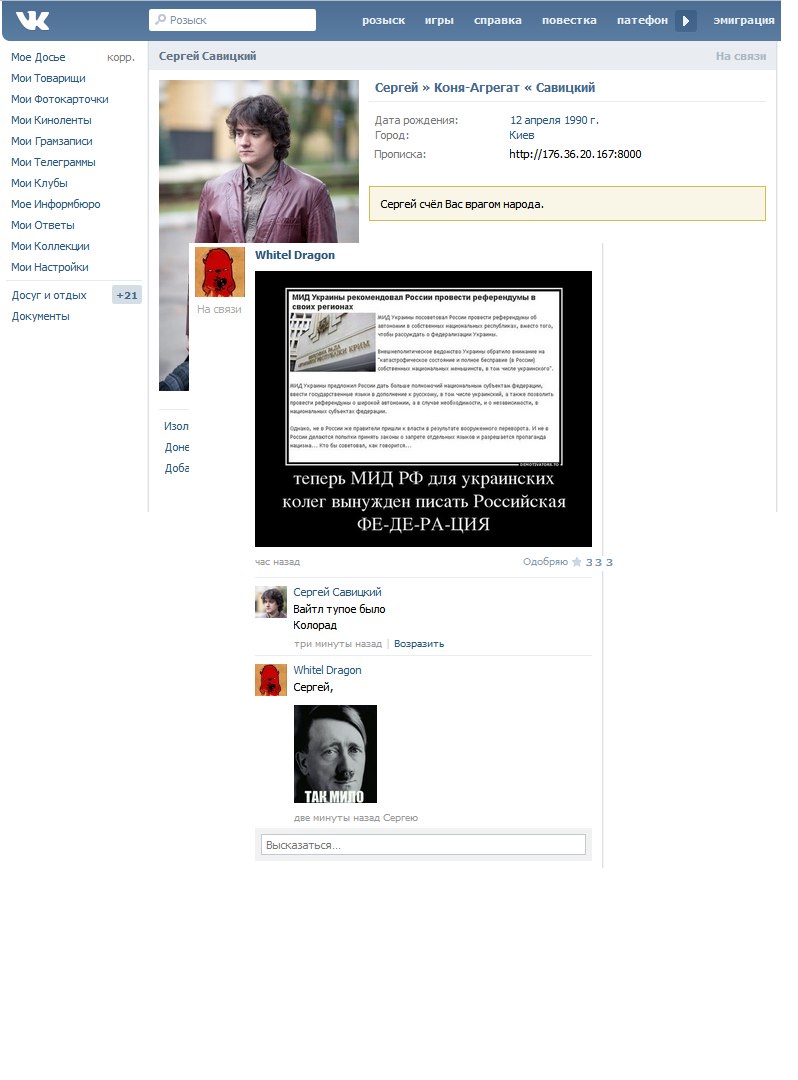 Розыск
розыск игры справка повестка патефон эмиграция
Мое Досье корр.
Мои Товарищи
Мои Фотокарточки
Мои Киноленты
Мои Грамзаписи
Мои Телеграммы
Мои Клубы
Мое Информбюро
Мои Ответы
Мои Коллекции
Мои Настройки
Досуг и отдых +21
Документы
Сергей Савицкий На связи
Сергей » Коня-Агрегат « Савицкий
Дата рождения: 12 апреля 1990 г.
Город: Киев
Прописка: http://176.36.20.167:8000
Сергей счёл Вас врагом народа.
Изол
Доне
Доба
Whitel Dragon
На связи
МИД Украины рекомендовал России провести референдумы в
своих регионах
МИД Украины посоветовал России провести референдумы об
автономии в собственных национальных республиках, вместо того,
чтобы рассуждать о федерализации Украины.
Внешнеполитическое ведомство Украины обратило внимание на
"катастрофическое состояние и полное бесправие (в России)
собственных национальных меньшинств, в том числе украинского".
МИД Украины предложил России дать больше полномочий национальным субъектам федерации,
ввести государственные языки в дополнение к русскому, в том числе украинский, а также позволить
провести референдумы о широкой автономии, а в случае необходимости, и о независимости, в
национальных субъектах федерации.
Однако, не в России же правители пришли к власти в результате вооруженного переворота. И не в
России делаются попытки принять законы о запрете отдельных языков и разрешается пропаганда
нацизма... Кто бы советовал, как говорится...
DEMOTIVATORS.TO
теперь МИД РФ для украинских
колег вынужден писать Российская
ФЕ-ДЕ-РА-ЦИЯ
час назад Одобряю 3 3 3
Сергей Савицкий
Вайтл тупое было
Колорад
три минуты назад | Возразить
Whitel Dragon
Сергей,
ТАК МИЛО
две минуты назад Сергею
Высказаться...